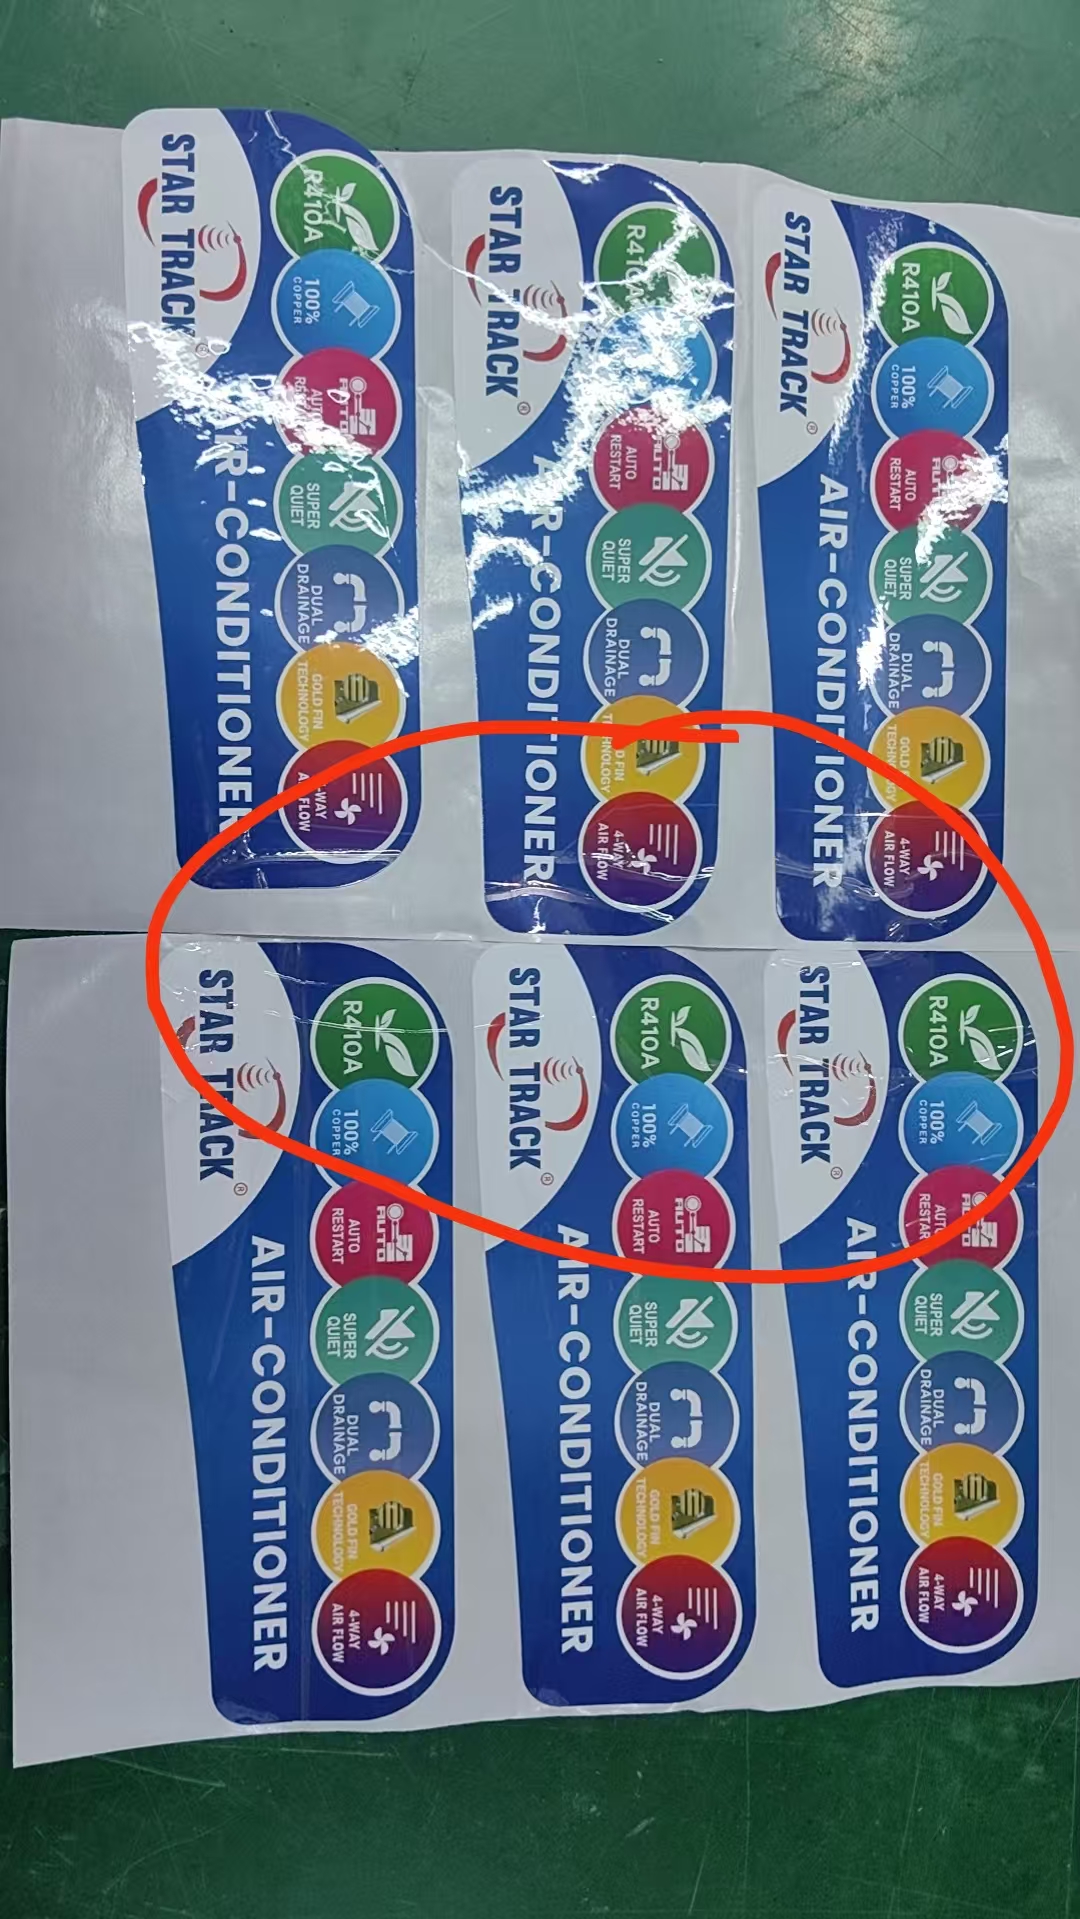 STAR TRACK®
AIR-CONDITIONER
R410A
100%
COPPER
AUTO
AUTO
RESTART
SUPER
QUIET
DUAL
DRAINAGE
GOLD FIN
TECHNOLOGY
4-WAY
AIR FLOW
STAR TRACK®
AIR-CONDITIONER
R410A
AUTO
AUTO
RESTART
SUPER
QUIET
DUAL
DRAINAGE
4-WAY
AIR FLOW
STAR TRACK®
AIR-CONDITIONER
R410A
100%
COPPER
AUTO
AUTO
RESTART
SUPER
QUIET
DUAL
DRAINAGE
GOLD FIN
TECHNOLOGY
4-WAY
AIR FLOW
STAR TRACK®
AIR-CONDITIONER
R410A
100%
COPPER
AUTO
AUTO
RESTART
SUPER
QUIET
DUAL
DRAINAGE
GOLD FIN
TECHNOLOGY
4-WAY
AIR FLOW
STAR TRACK®
AIR-CONDITIONER
R410A
100%
COPPER
AUTO
AUTO
RESTART
SUPER
QUIET
DUAL
DRAINAGE
GOLD FIN
TECHNOLOGY
4-WAY
AIR FLOW
STAR TRACK®
AIR-CONDITIONER
R410A
100%
COPPER
AUTO
AUTO
RESTART
SUPER
QUIET
DUAL
DRAINAGE
GOLD FIN
TECHNOLOGY
4-WAY
AIR FLOW